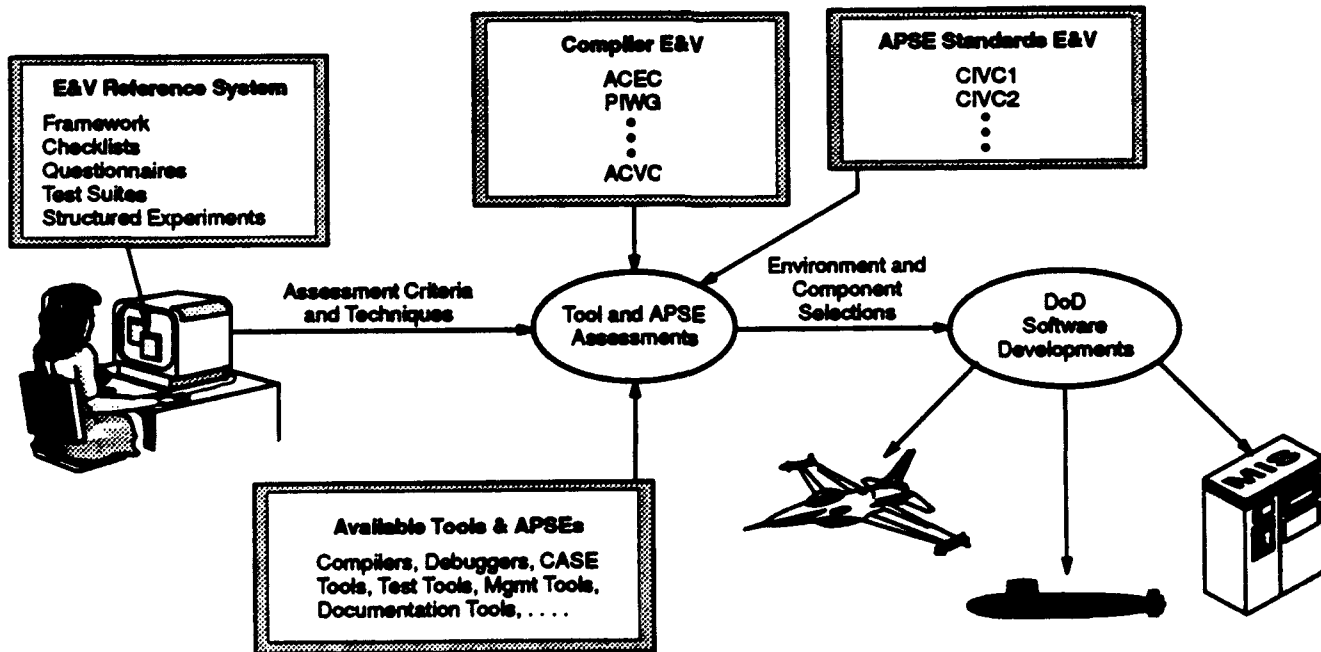 E&V Reference System
Framework
Checklists
Questionnaires
Test Suites
Structured Experiments
Compiler E&V
ACEC
PIWG
ACVC
APSE Standards E&V
CIVC1
CIVC2
Assessment Criteria
and Techniques
Tool and APSE
Assessments
Environment and
Component
Selections
DoD
Software
Developments
Available Tools & APSEs
Compilers, Debuggers, CASE
Tools, Test Tools, Mgmt Tools,
Documentation Tools, . . . .
MIS